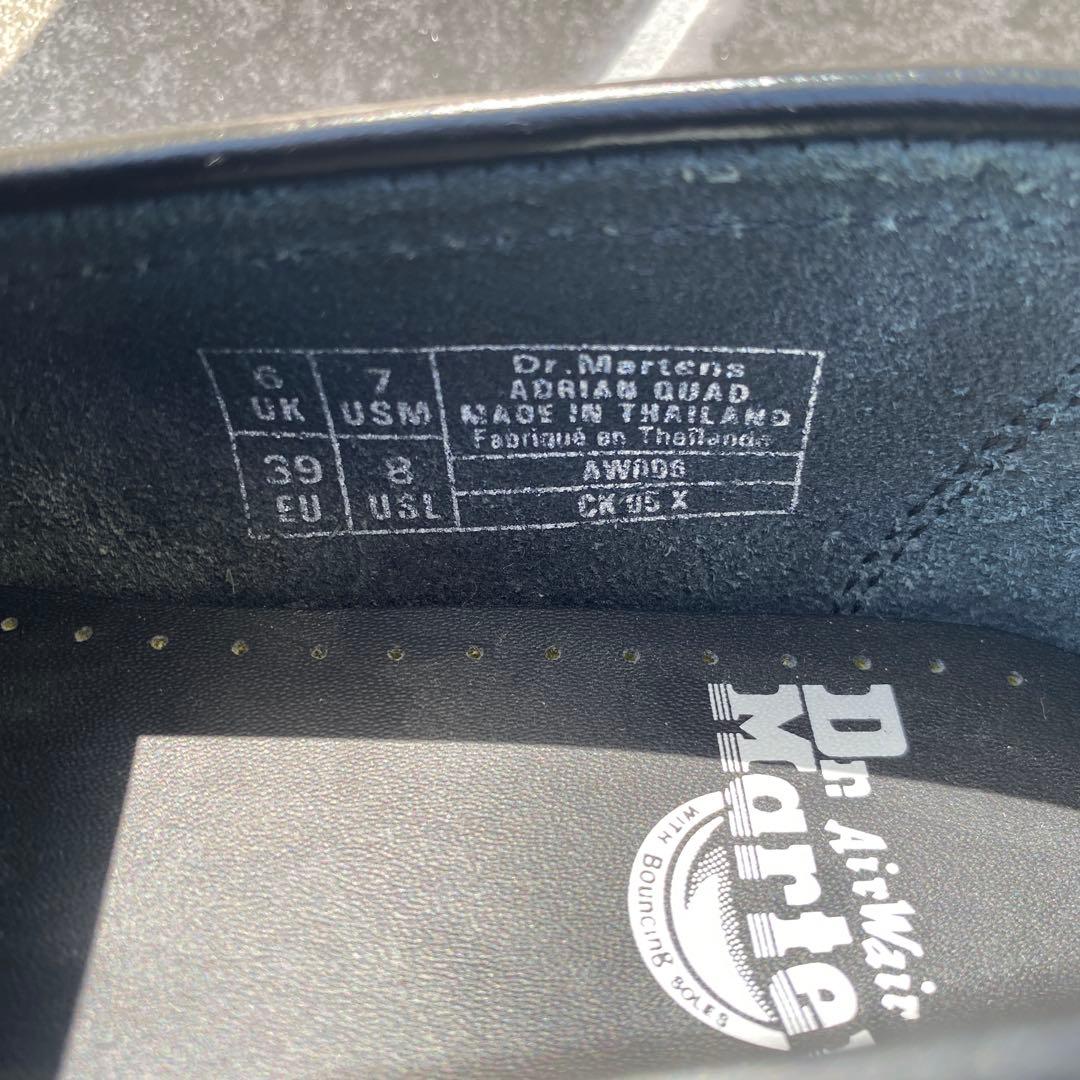 6
UK
7
USM
39
EU
8
USL
Dr.Martens
ADRIAN QUAD
MADE IN THAILAND
Fabriqué en Thaïlande
AW006
CK 05 X
Dr.
Marte
AirWair
WITH BOUNCING SOLES